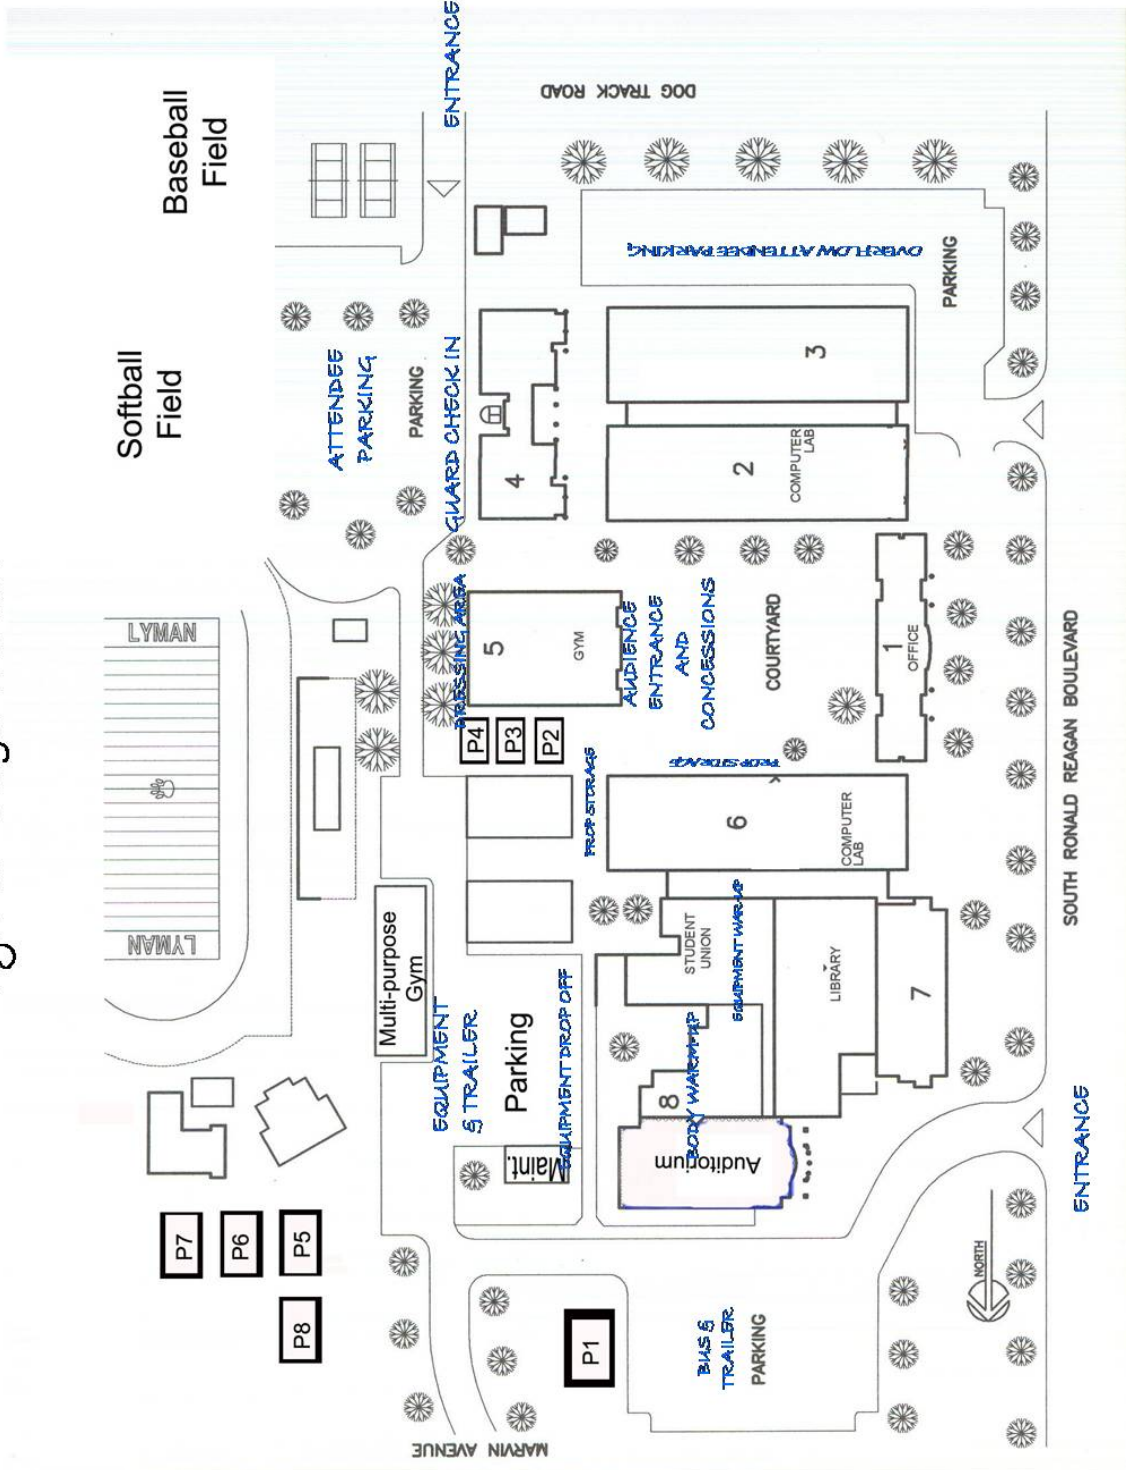 Baseball
Field
Softball
Field
ENTRANCE
DOG TRACK ROAD
ATTENDEE
PARKING
PARKING
GUARD CHECK IN
OVERFLOW ATTENDEE PARKING
PARKING
3
2
COMPUTER
LAB
4
LYMAN
LYMAN
DRESSING AREA
5
GYM
AUDIENCE
ENTRANCE
AND
CONCESSIONS
COURTYARD
1
OFFICE
P4
P3
P2
PROP STORAGE
PROP STORAGE
6
COMPUTER
LAB
SOUTH RONALD REAGAN BOULEVARD
Multi-purpose
Gym
EQUIPMENT
& TRAILER
Parking
EQUIPMENT DROP OFF
STUDENT
UNION
EQUIPMENT WARM UP
LIBRARY
7
8
BODY WARM-UP
Auditorium
Maint.
ENTRANCE
P7
P6
P5
P8
P1
BUS &
TRAILER
PARKING
NORTH
MARVIN AVENUE